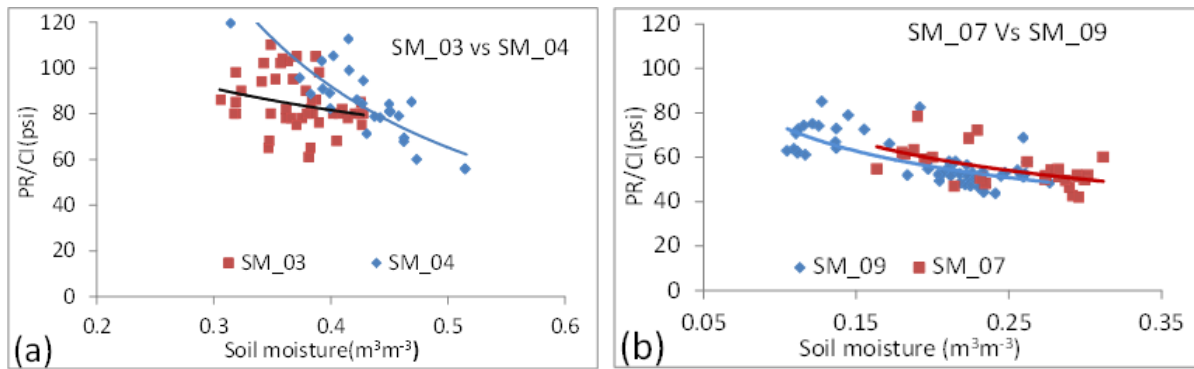 120
100
80
60
40
20
0
PR/CI(psi)
SM_03 vs SM_04
SM_03 SM_04
0.2 0.3 0.4 0.5 0.6
Soil moisture(m³m⁻³)
(a)
120
100
80
60
40
20
0
PR/CI(psi)
SM_07 Vs SM_09
SM_09 SM_07
0.05 0.15 0.25 0.35
Soil moisture (m³m⁻³)
(b)